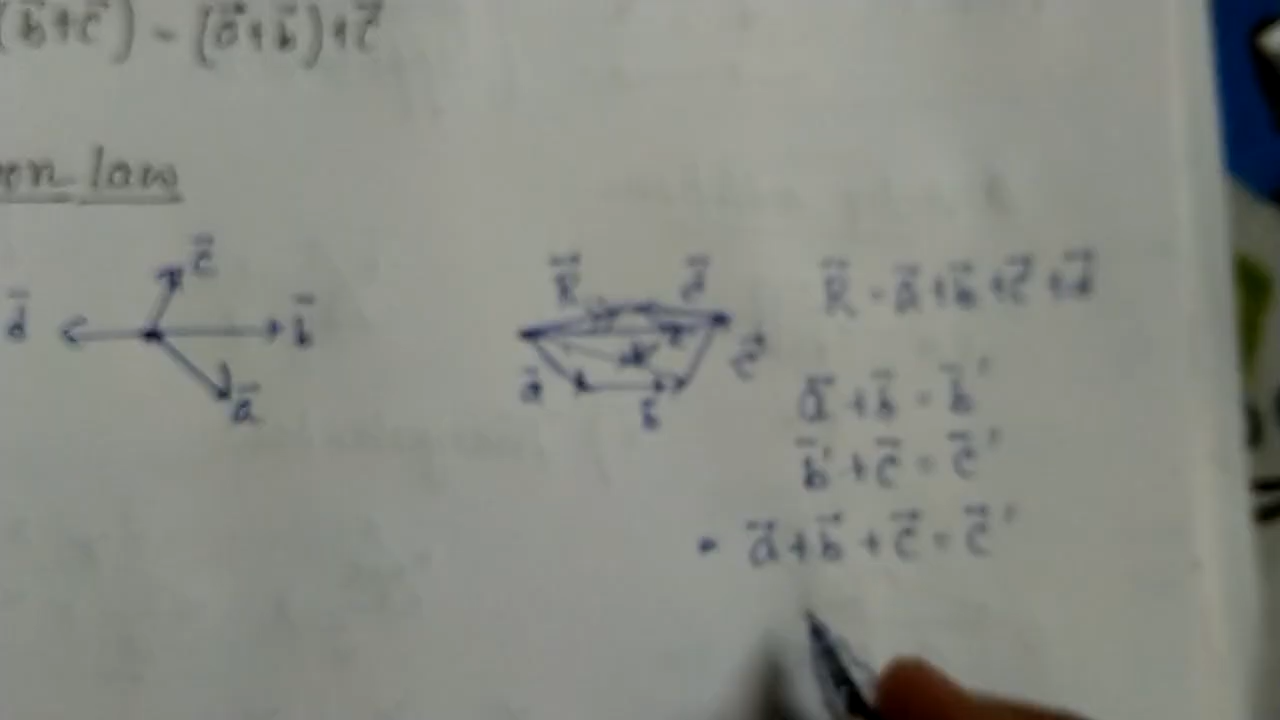 (b⃗+c⃗) = (a⃗+b⃗)+c⃗
law
c⃗
d⃗
b⃗
a⃗
R⃗
d⃗
a⃗
b⃗
c⃗
R⃗ = a⃗+b⃗+c⃗+d⃗
a⃗+b⃗ = b⃗'
b⃗'+c⃗ = c⃗'
a⃗+b⃗+c⃗ = c⃗'